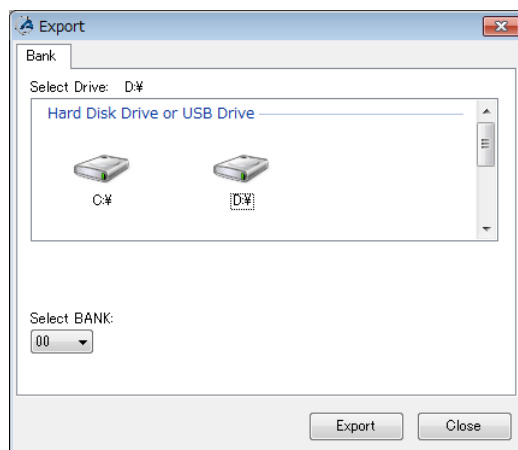 Export
Bank
Select Drive: D:¥
Hard Disk Drive or USB Drive
C:¥ D:¥
Select BANK:
00
Export Close